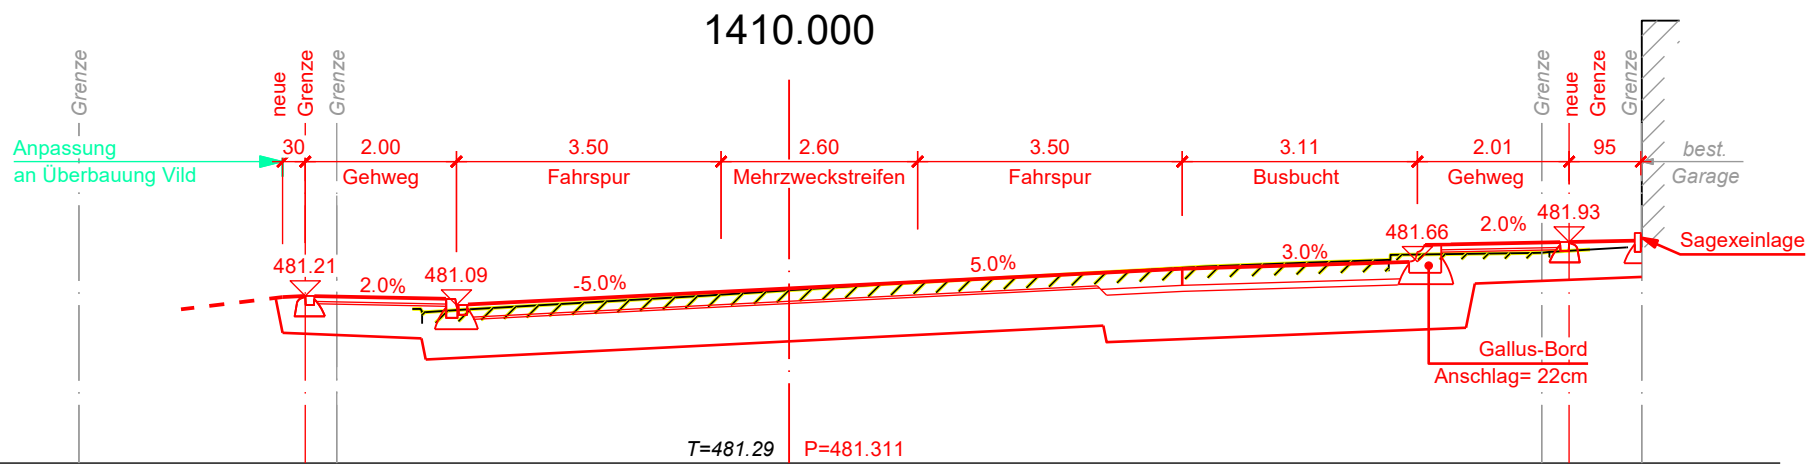 1410.000
Grenze
neue
Grenze
Grenze
Grenze
neue
Grenze
Grenze
Anpassung
an Überbauung Vild
30
2.00
3.50
2.60
3.50
3.11
2.01
95
Gehweg
Fahrspur
Mehrzweckstreifen
Fahrspur
Busbucht
Gehweg
best.
Garage
481.21
2.0%
481.09
-5.0%
5.0%
3.0%
481.66
2.0%
481.93
Sagexeinlage
Gallus-Bord
Anschlag= 22cm
T=481.29
P=481.311